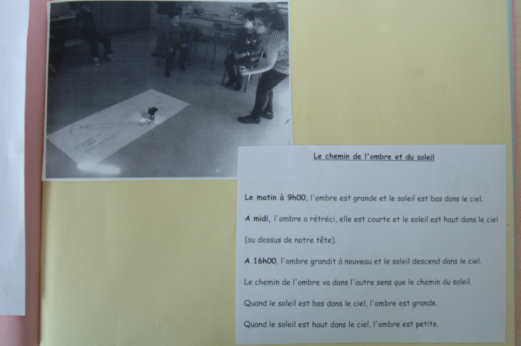 Le chemin de l'ombre et du soleil
Le matin à 9h00, l'ombre est grande et le soleil est bas dans le ciel.
A midi, l'ombre a rétréci, elle est courte et le soleil est haut dans le ciel
(au dessus de notre tête).
A 16h00, l'ombre grandit à nouveau et le soleil descend dans le ciel.
Le chemin de l'ombre va dans l'autre sens que le chemin du soleil.
Quand le soleil est bas dans le ciel, l'ombre est grande.
Quand le soleil est haut dans le ciel, l'ombre est petite.